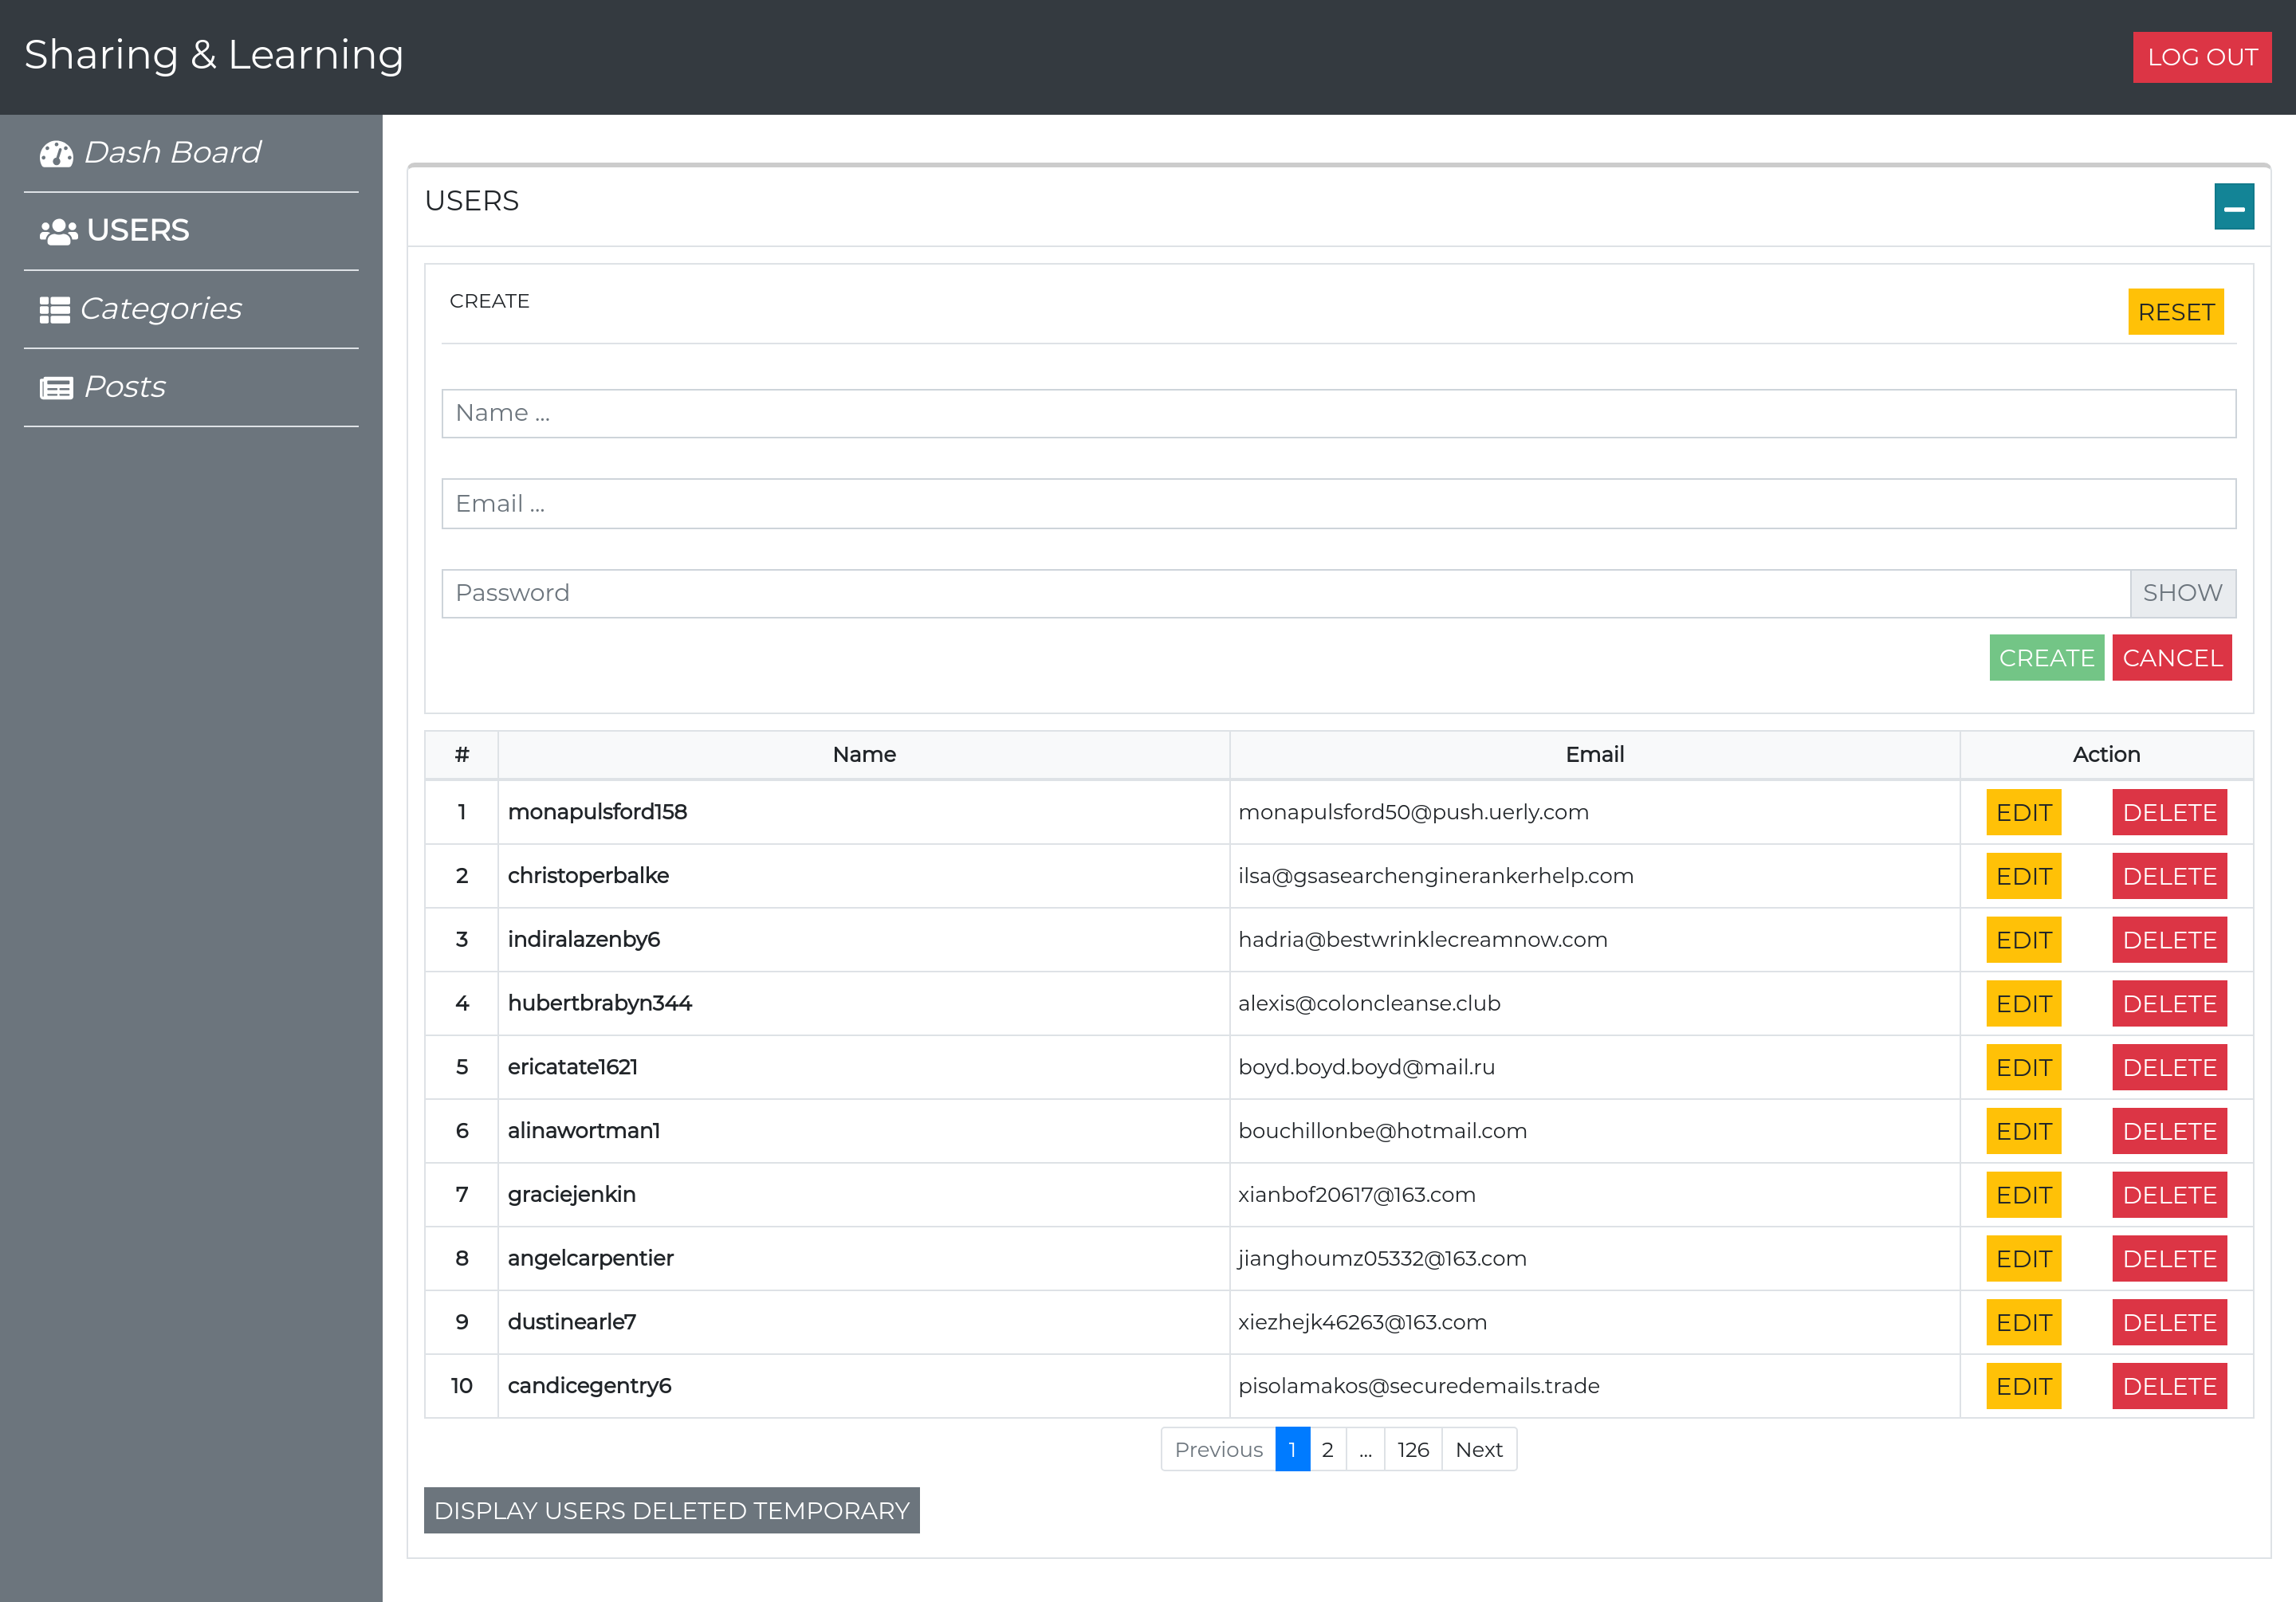 Sharing & Learning
LOG OUT
Dash Board
USERS
Categories
Posts
USERS
CREATE
RESET
Name ...
Email ...
Password
SHOW
CREATE CANCEL
# Name Email Action
1 monapulsford158 monapulsford50@push.uerly.com EDIT DELETE
2 christoperbalke ilsa@gsasearchenginerankerhelp.com EDIT DELETE
3 indiralazenby6 hadria@bestwrinklecreamnow.com EDIT DELETE
4 hubertbrabyn344 alexis@coloncleanse.club EDIT DELETE
5 ericatate1621 boyd.boyd.boyd@mail.ru EDIT DELETE
6 alinawortman1 bouchillonbe@hotmail.com EDIT DELETE
7 graciejenkin xianbof20617@163.com EDIT DELETE
8 angelcarpentier jianghoumz05332@163.com EDIT DELETE
9 dustinearle7 xiezhejk46263@163.com EDIT DELETE
10 candicegentry6 pisolamakos@securedemails.trade EDIT DELETE
Previous 1 2 ... 126 Next
DISPLAY USERS DELETED TEMPORARY